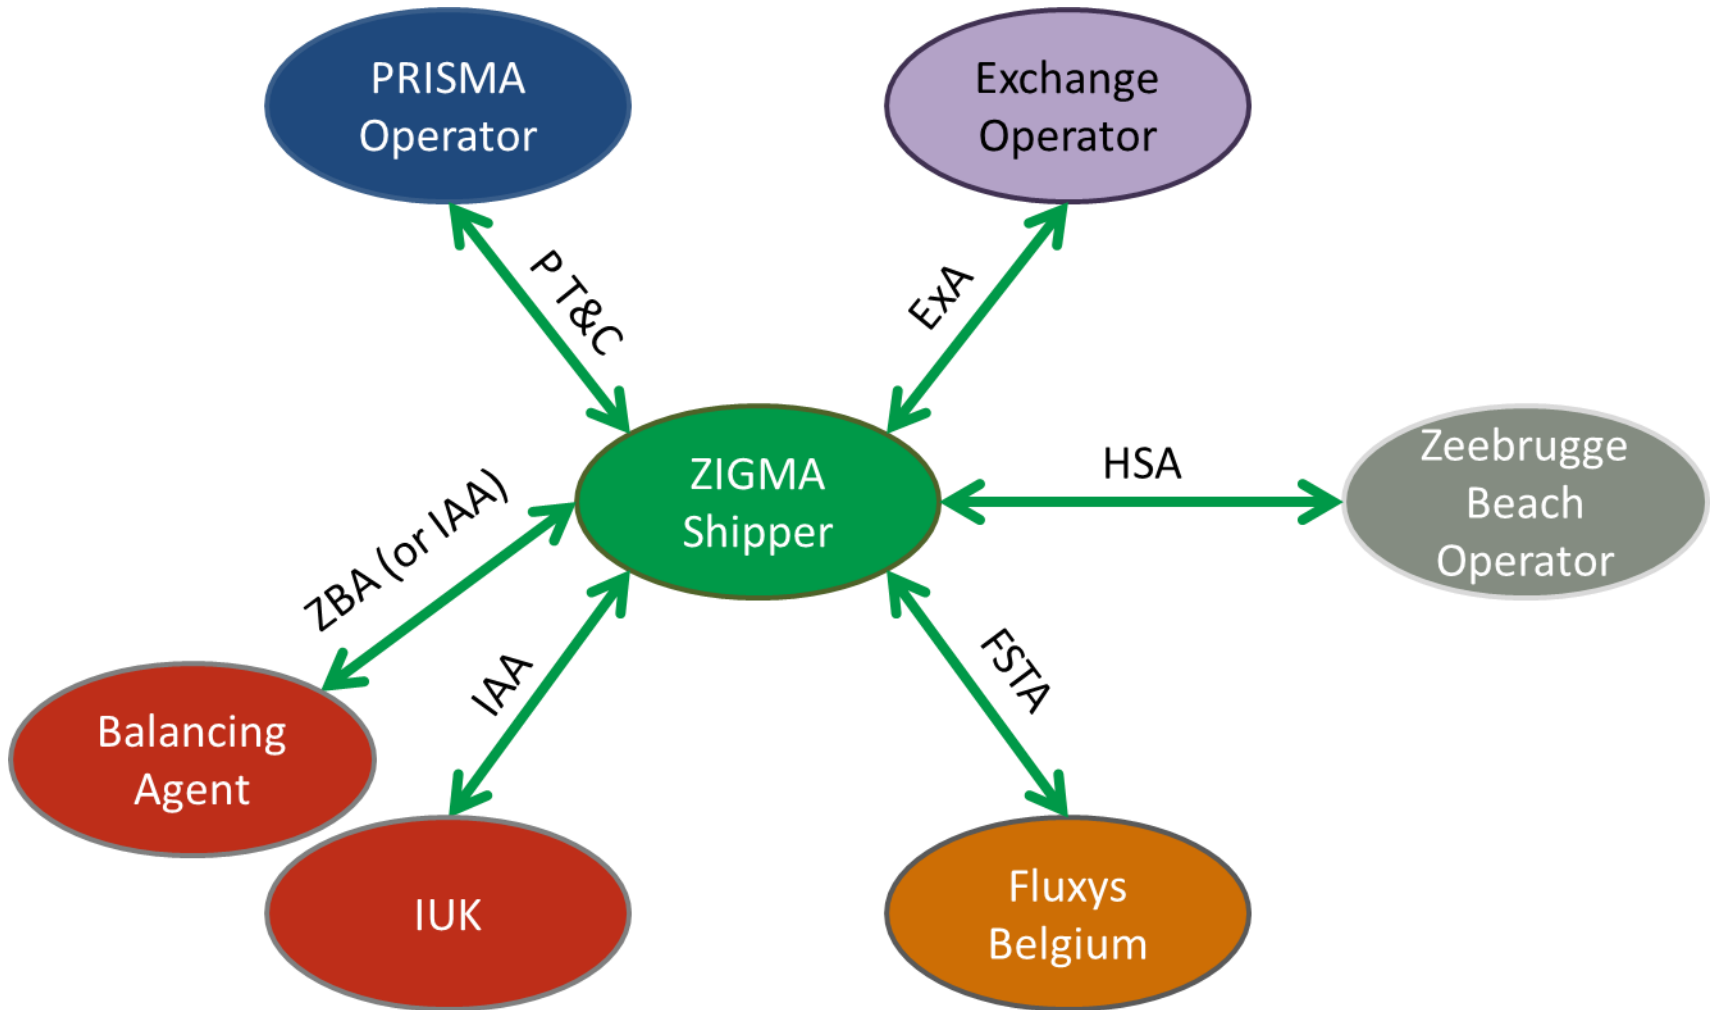 PRISMA
Operator
Exchange
Operator
P T&C
ExA
ZIGMA
Shipper
HSA
Zeebrugge
Beach
Operator
ZBA (or IAA)
IAA
FSTA
Balancing
Agent
IUK
Fluxys
Belgium